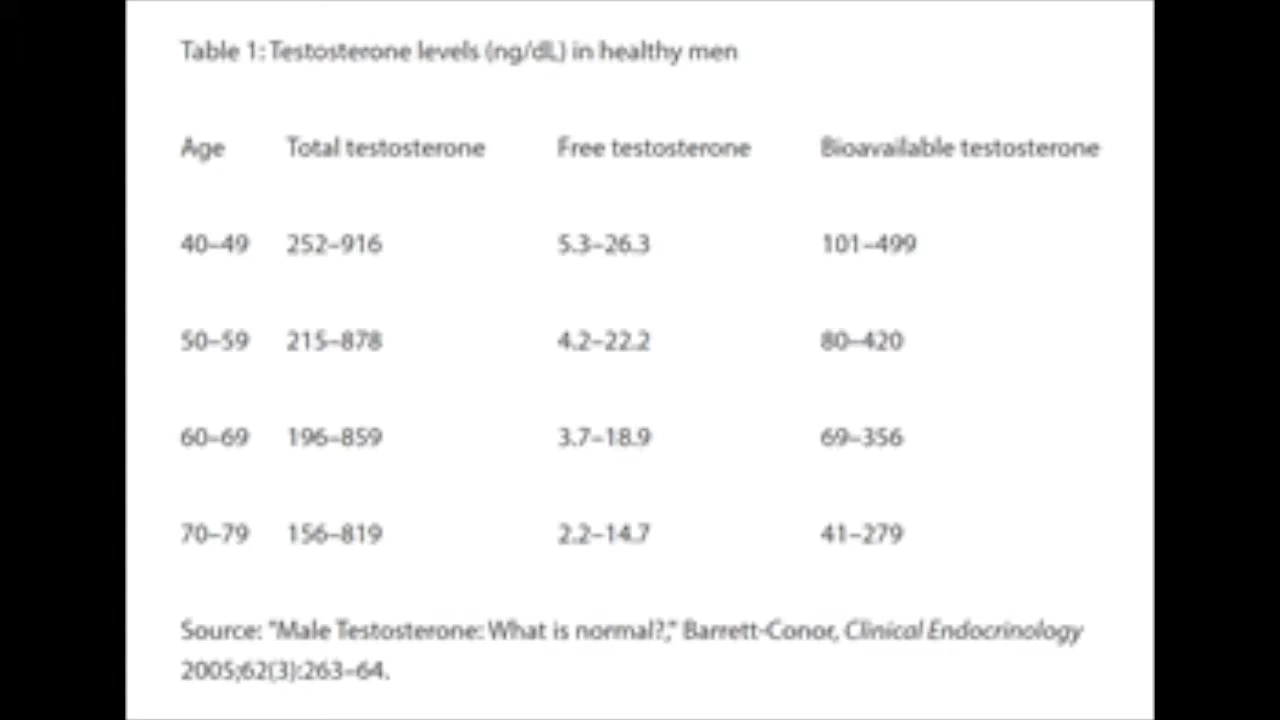 Table 1: Testosterone levels (ng/dL) in healthy men
Age Total testosterone Free testosterone Bioavailable testosterone
40–49 252–916 5.3–26.3 101–499
50–59 215–878 4.2–22.2 80–420
60–69 196–859 3.7–18.9 69–356
70–79 156–819 2.2–14.7 41–279
Source: "Male Testosterone: What is normal?," Barrett-Conor, Clinical Endocrinology
2005;62(3):263–64.